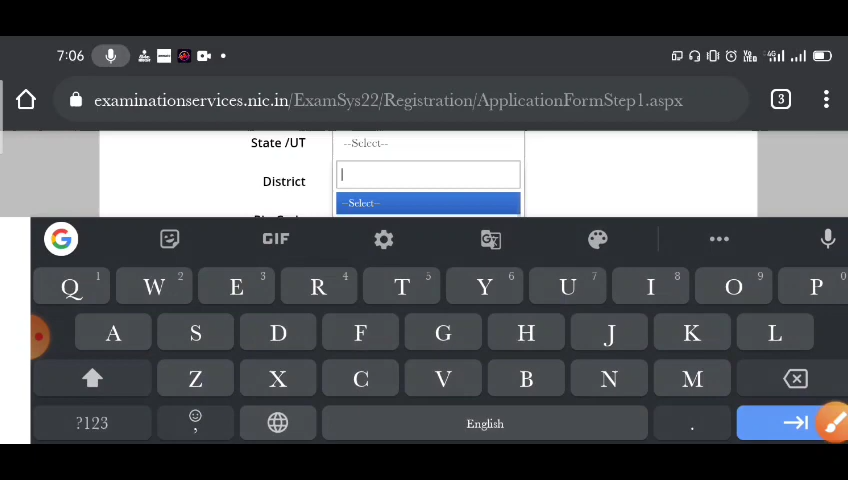 7:06
4G
examinationservices.nic.in/ExamSys22/Registration/ApplicationFormStep1.aspx
3
State /UT
--Select--
District
--Select--
G
GIF
Q 1 W 2 E 3 R 4 T 5 Y 6 U 7 I 8 O 9 P 0
A S D F G H J K L
Z X C V B N M
?123 , English .